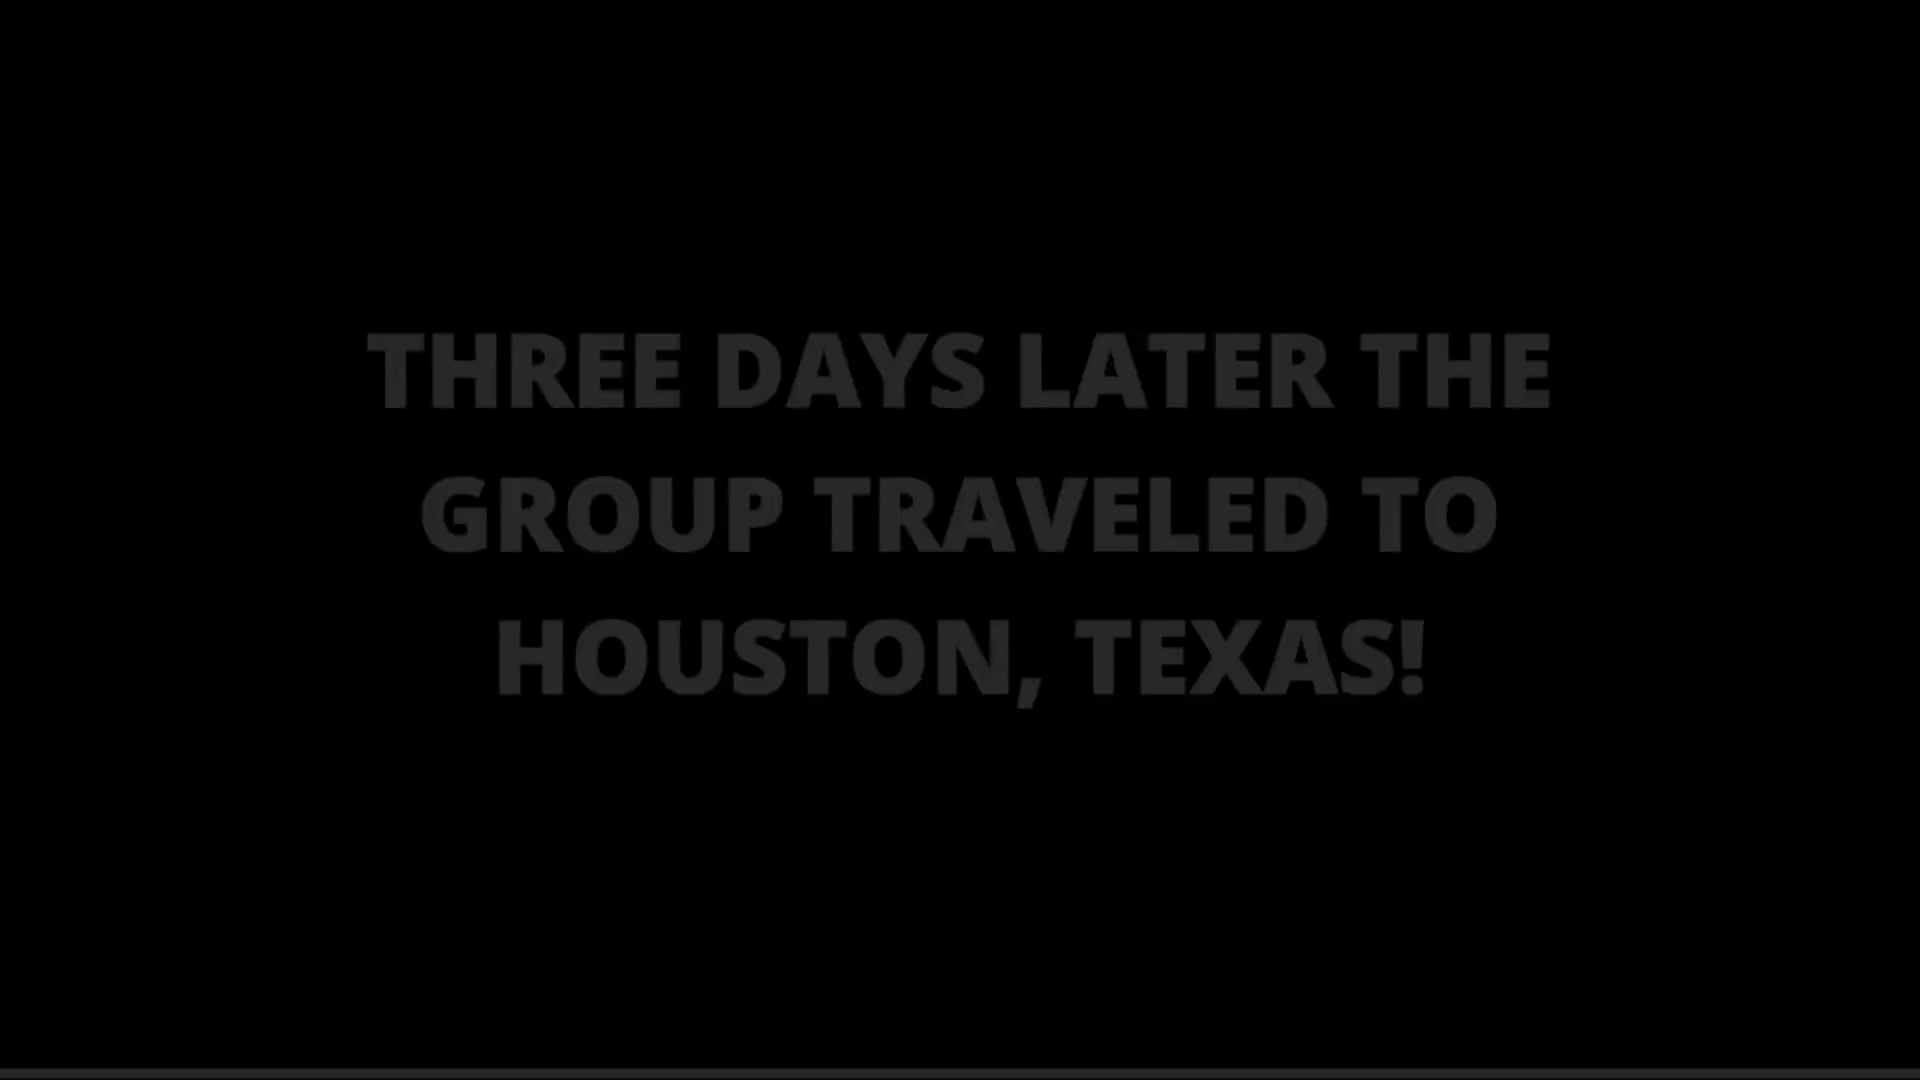 THREE DAYS LATER THE
GROUP TRAVELED TO
HOUSTON, TEXAS!